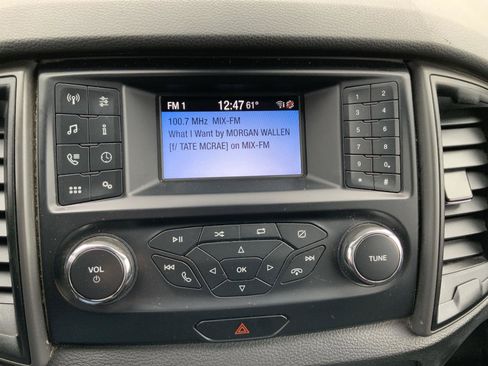 FM 1 12:47 61°
100.7 MHz MIX-FM
What I Want by MORGAN WALLEN
[f/ TATE MCRAE] on MIX-FM
1 2
3 4
5 6
7 8
9 0
* #
VOL
OK
TUNE